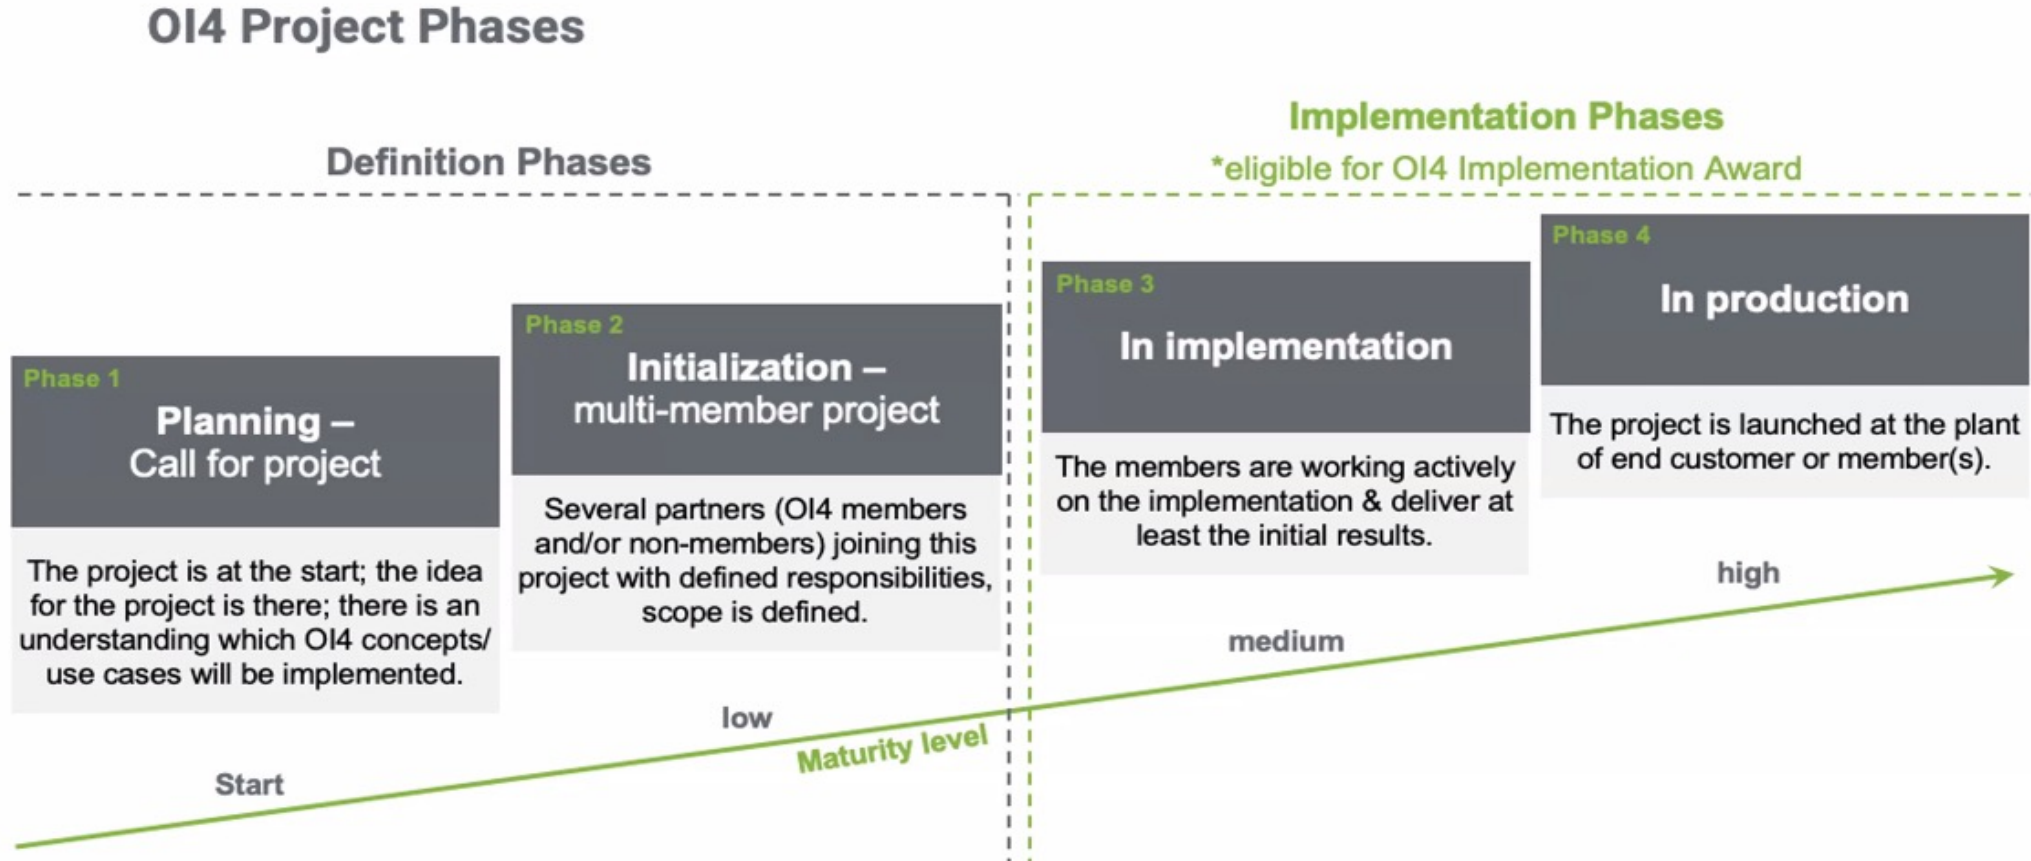 OI4 Project Phases
Definition Phases
Implementation Phases
*eligible for OI4 Implementation Award
Phase 1
Planning –
Call for project
The project is at the start; the idea
for the project is there; there is an
understanding which OI4 concepts/
use cases will be implemented.
Phase 2
Initialization –
multi-member project
Several partners (OI4 members
and/or non-members) joining this
project with defined responsibilities,
scope is defined.
Phase 3
In implementation
The members are working actively
on the implementation & deliver at
least the initial results.
Phase 4
In production
The project is launched at the plant
of end customer or member(s).
Start
low
Maturity level
medium
high